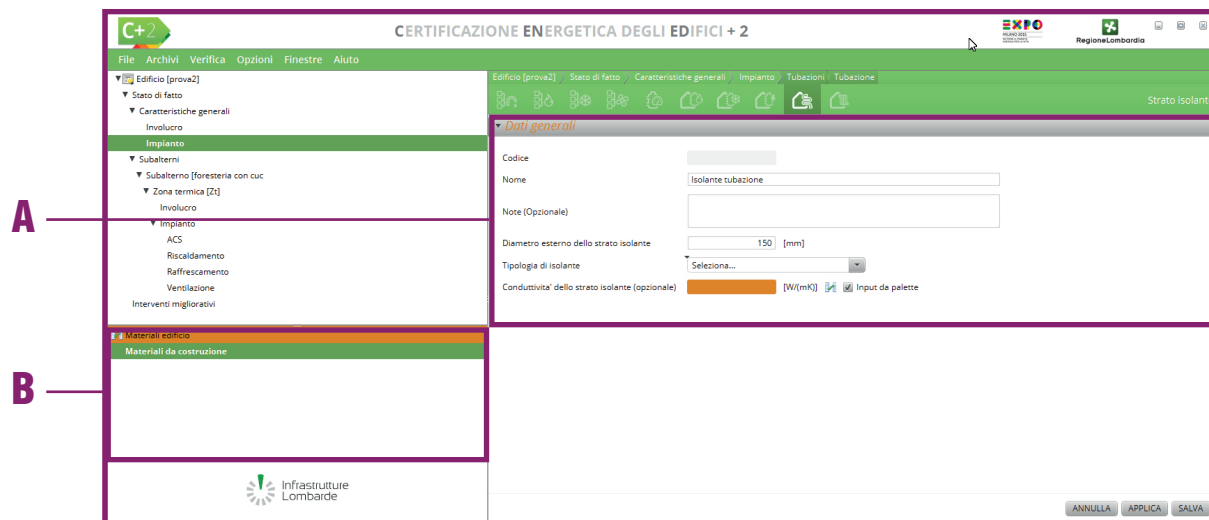 C+2
CERTIFICAZIONE ENERGETICA DEGLI EDIFICI + 2
EXPO
MILANO 2015
RegioneLombardia
File Archivi Verifica Opzioni Finestre Aiuto
Edificio [prova2]
Stato di fatto
Caratteristiche generali
Involucro
Impianto
Subalterni
Subalterno [foresteria con cuc
Zona termica [Zt]
Involucro
Impianto
ACS
Riscaldamento
Raffrescamento
Ventilazione
Interventi migliorativi
Materiali edificio
Materiali da costruzione
Infrastrutture
Lombarde
Edificio [prova2] / Stato di fatto / Caratteristiche generali / Impianto / Tubazioni / Tubazione
Strato isolant
Dati generali
Codice
Nome Isolante tubazione
Note (Opzionale)
Diametro esterno dello strato isolante 150 [mm]
Tipologia di isolante Seleziona...
Conduttivita' dello strato isolante (opzionale) [W/(mK)] Input da palette
ANNULLA APPLICA SALVA
A
B